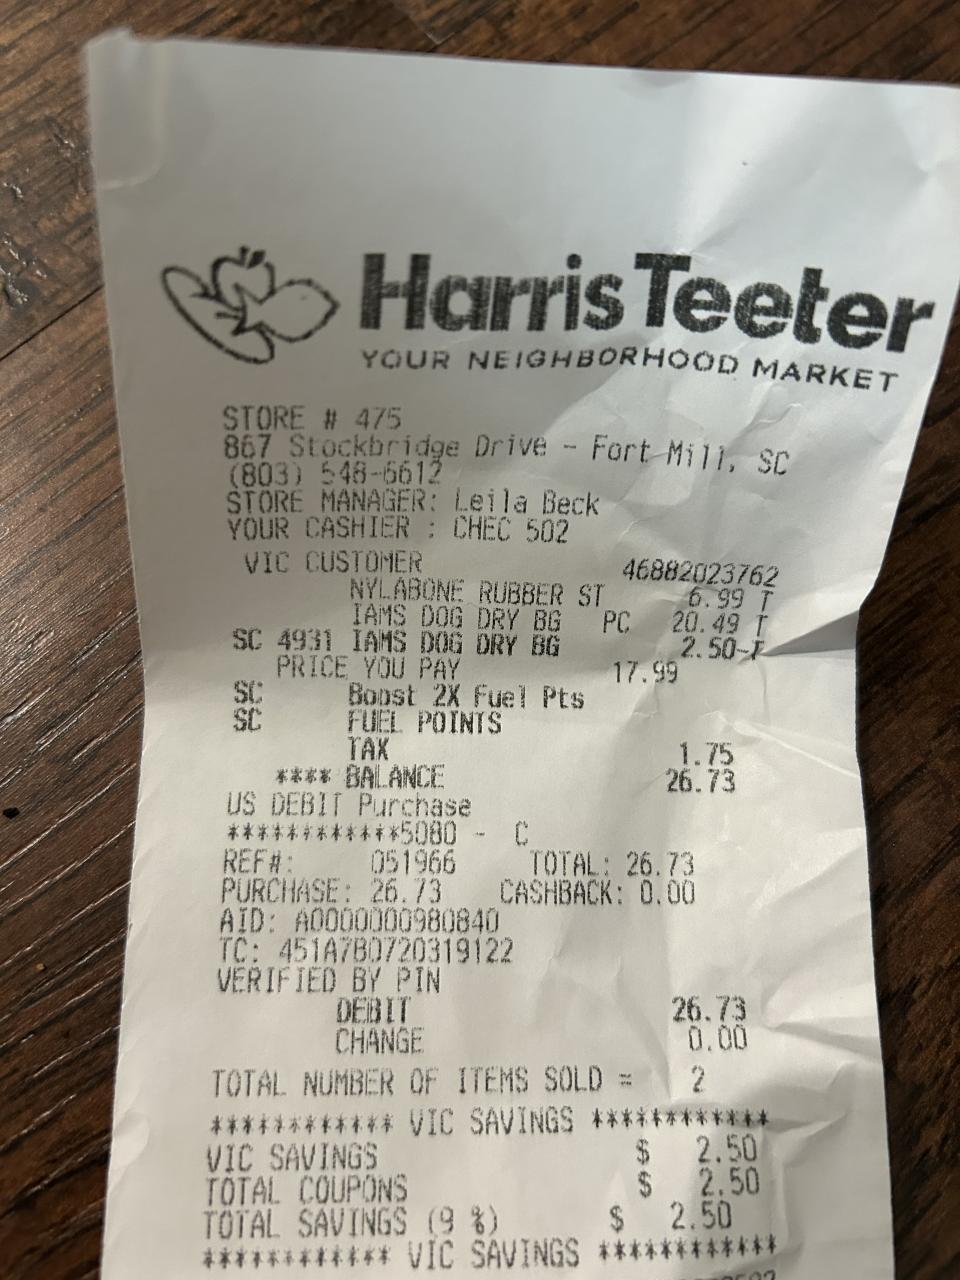 Harris Teeter
YOUR NEIGHBORHOOD MARKET
STORE # 475
867 Stockbridge Drive - Fort Mill, SC
(803) 548-6612
STORE MANAGER: Leila Beck
YOUR CASHIER : CHEC 502
VIC CUSTOMER 46882023762
NYLABONE RUBBER ST 6.99 T
IAMS DOG DRY BG PC 20.49 T
SC 4931 IAMS DOG DRY BG 2.50-T
PRICE YOU PAY 17.99
SC Boost 2X Fuel Pts
SC FUEL POINTS
TAX 1.75
**** BALANCE 26.73
US DEBIT Purchase
************5080 - C
REF#: 051966 TOTAL: 26.73
PURCHASE: 26.73 CASHBACK: 0.00
AID: A0000000980840
TC: 451A7B0720319122
VERIFIED BY PIN
DEBIT 26.73
CHANGE 0.00
TOTAL NUMBER OF ITEMS SOLD = 2
************ VIC SAVINGS ************
VIC SAVINGS $ 2.50
TOTAL COUPONS $ 2.50
TOTAL SAVINGS (9 %) $ 2.50
************ VIC SAVINGS ************